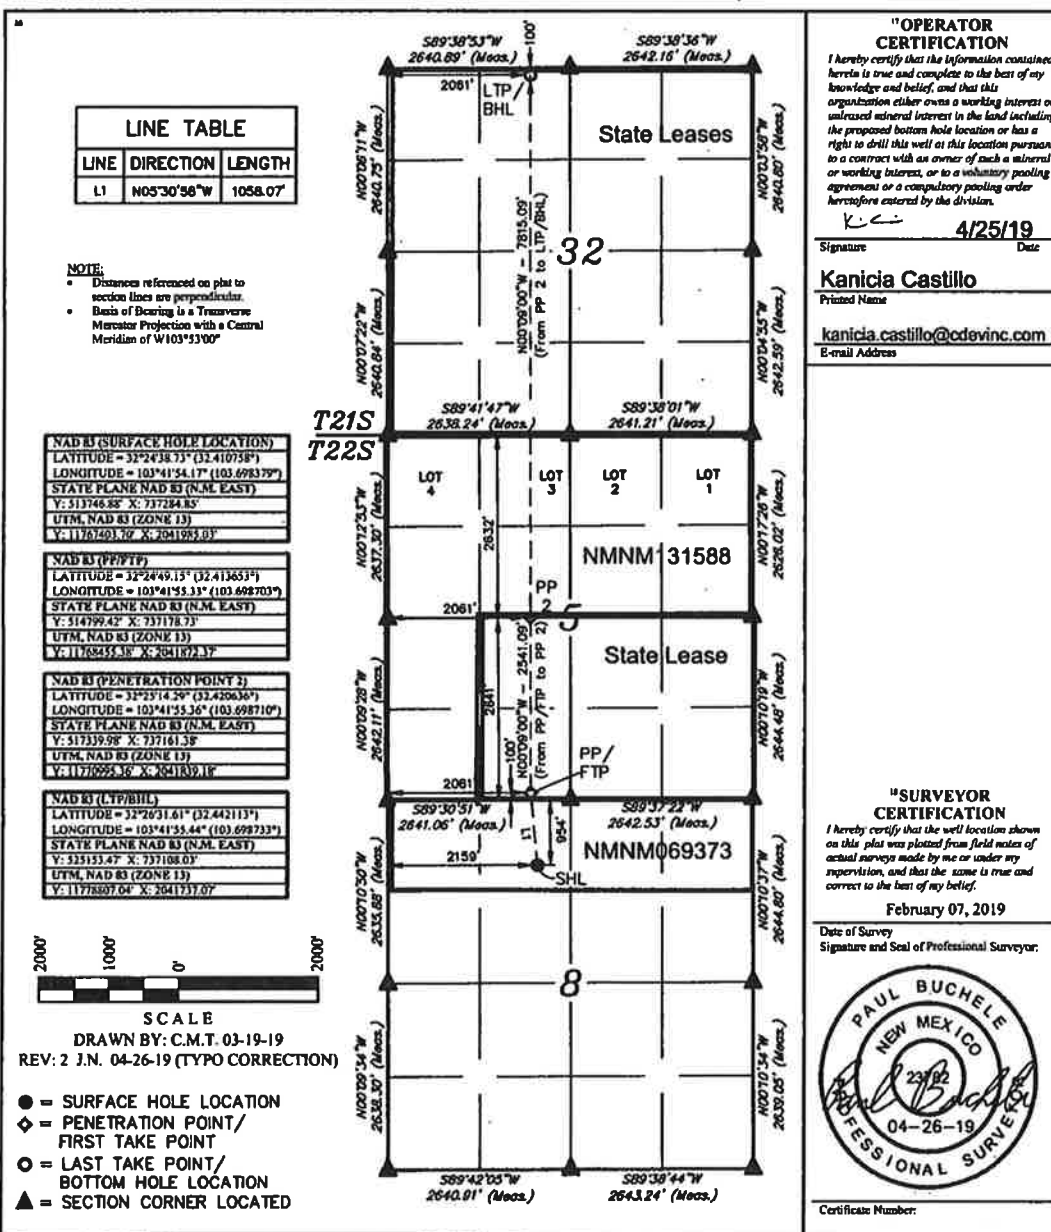 16
LINE TABLE
LINE DIRECTION LENGTH
L1 N05°30'58"W 1058.07'
NOTE:
• Distances referenced on plat to
section lines are perpendicular.
• Basis of Bearing is a Transverse
Mercator Projection with a Central
Meridian of W103°53'00"
NAD 83 (SURFACE HOLE LOCATION)
LATITUDE = 32°24'38.73" (32.410758°)
LONGITUDE = 103°41'54.17" (103.698379°)
STATE PLANE NAD 83 (N.M. EAST)
Y: 513746.88' X: 737284.85'
UTM, NAD 83 (ZONE 13)
Y: 11767403.70' X: 2041985.03'
NAD 83 (PP/FTP)
LATITUDE = 32°24'49.15" (32.413653°)
LONGITUDE = 103°41'55.33" (103.698703°)
STATE PLANE NAD 83 (N.M. EAST)
Y: 514799.42' X: 737178.73'
UTM, NAD 83 (ZONE 13)
Y: 11768455.38' X: 2041872.37'
NAD 83 (PENETRATION POINT 2)
LATITUDE = 32°25'14.29" (32.420636°)
LONGITUDE = 103°41'55.36" (103.698710°)
STATE PLANE NAD 83 (N.M. EAST)
Y: 517339.98' X: 737161.38'
UTM, NAD 83 (ZONE 13)
Y: 11770995.36' X: 2041839.18'
NAD 83 (LTP/BHL)
LATITUDE = 32°26'31.61" (32.442113°)
LONGITUDE = 103°41'55.44" (103.698733°)
STATE PLANE NAD 83 (N.M. EAST)
Y: 525153.47' X: 737108.03'
UTM, NAD 83 (ZONE 13)
Y: 11778807.04' X: 2041737.07'
2000' 1000' 0' 2000'
SCALE
DRAWN BY: C.M.T. 03-19-19
REV: 2 J.N. 04-26-19 (TYPO CORRECTION)
= SURFACE HOLE LOCATION
= PENETRATION POINT/
FIRST TAKE POINT
= LAST TAKE POINT/
BOTTOM HOLE LOCATION
= SECTION CORNER LOCATED
S89°38'53"W
2640.89' (Meas.)
100'
S89°38'36"W
2642.16' (Meas.)
2061'
LTP/
BHL
State Leases
N00°06'11"W
2640.75' (Meas.)
N00°03'58"W
2640.80' (Meas.)
32
N00°09'00"W - 7815.09'
(From PP 2 to LTP/BHL)
N00°07'22"W
2640.84' (Meas.)
N00°04'35"W
2642.59' (Meas.)
T21S
T22S
S89°41'47"W
2638.24' (Meas.)
S89°38'01"W
2641.21' (Meas.)
LOT
4
LOT
3
LOT
2
LOT
1
N00°12'53"W
2637.30' (Meas.)
2632'
N00°17'26"W
2626.02' (Meas.)
NMNM 131588
PP
2
2061'
5
State Lease
N00°09'28"W
2642.11' (Meas.)
2641'
N00°09'00"W - 2541.09'
(From PP/FTP to PP 2)
N00°10'19"W
2644.48' (Meas.)
100'
PP/
FTP
2061'
S89°30'51"W
2641.06' (Meas.)
S89°37'22"W
2642.53' (Meas.)
L1
954'
NMNM069373
2159'
SHL
N00°10'30"W
2635.88' (Meas.)
N00°10'37"W
2644.80' (Meas.)
8
N00°09'34"W
2638.30' (Meas.)
N00°10'34"W
2639.05' (Meas.)
S89°42'05"W
2640.91' (Meas.)
S89°38'44"W
2643.24' (Meas.)
17 OPERATOR
CERTIFICATION
I hereby certify that the information contained
herein is true and complete to the best of my
knowledge and belief, and that this
organization either owns a working interest or
unleased mineral interest in the land including
the proposed bottom hole location or has a
right to drill this well at this location pursuant
to a contract with an owner of such a mineral
or working interest, or to a voluntary pooling
agreement or a compulsory pooling order
heretofore entered by the division.
4/25/19
Signature Date
Kanicia Castillo
Printed Name
kanicia.castillo@cdevinc.com
E-mail Address
18 SURVEYOR
CERTIFICATION
I hereby certify that the well location shown
on this plat was plotted from field notes of
actual surveys made by me or under my
supervision, and that the same is true and
correct to the best of my belief.
February 07, 2019
Date of Survey
Signature and Seal of Professional Surveyor:
PAUL BUCHELE
NEW MEXICO
23782
04-26-19
PROFESSIONAL SURVEYOR
Certificate Number: